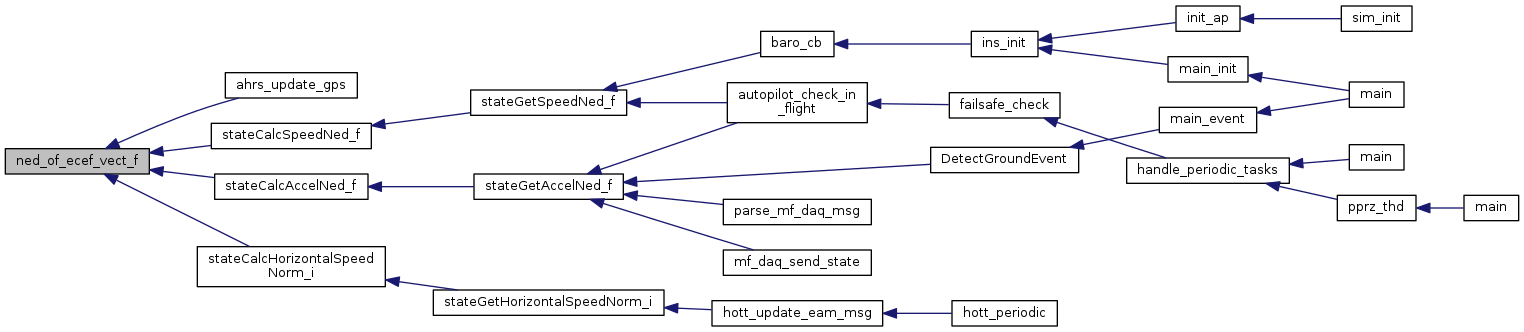 init_ap
sim_init
baro_cb
ins_init
main_init
ahrs_update_gps
stateGetSpeedNed_f
autopilot_check_in
_flight
failsafe_check
main
stateCalcSpeedNed_f
main_event
ned_of_ecef_vect_f
DetectGroundEvent
main
handle_periodic_tasks
stateCalcAccelNed_f
stateGetAccelNed_f
parse_mf_daq_msg
pprz_thd
main
stateCalcHorizontalSpeed
Norm_i
mf_daq_send_state
stateGetHorizontalSpeedNorm_i
hott_update_eam_msg
hott_periodic